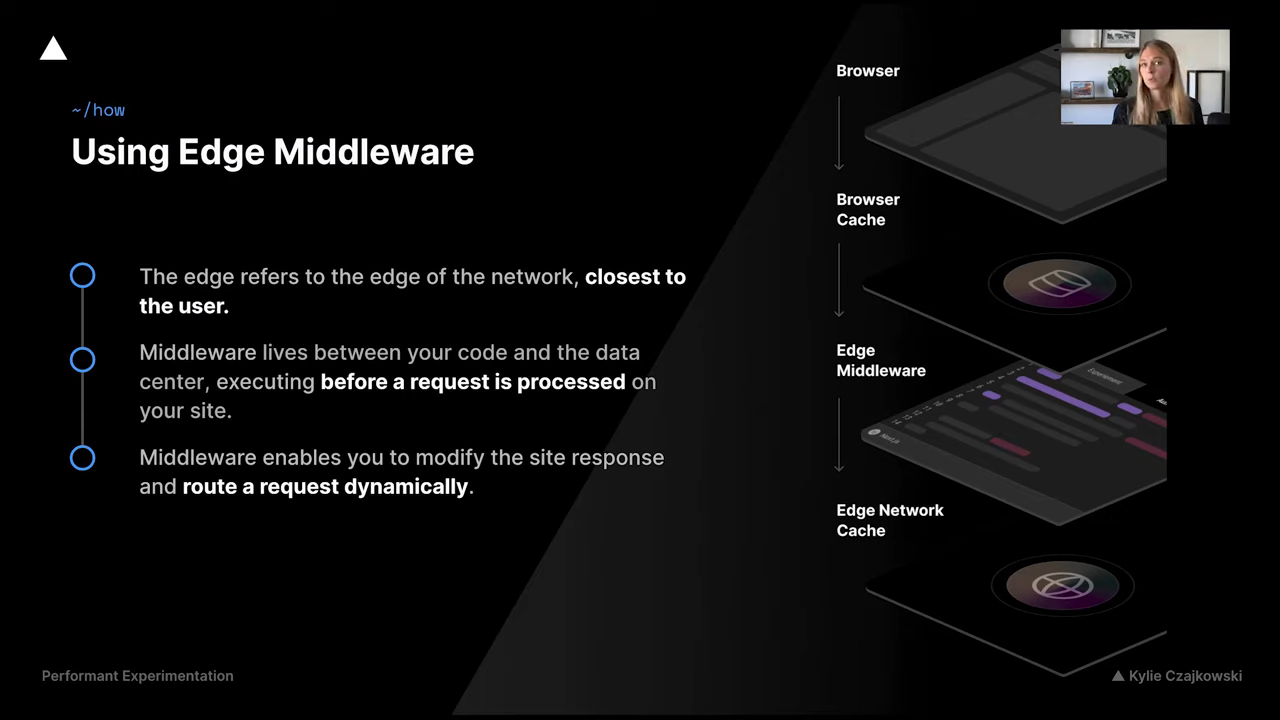 ~/how
Using Edge Middleware
The edge refers to the edge of the network, closest to
the user.
Middleware lives between your code and the data
center, executing before a request is processed on
your site.
Middleware enables you to modify the site response
and route a request dynamically.
Browser
Browser
Cache
Edge
Middleware
Experiment
Next.js
Edge Network
Cache
Performant Experimentation
Kylie Czajkowski